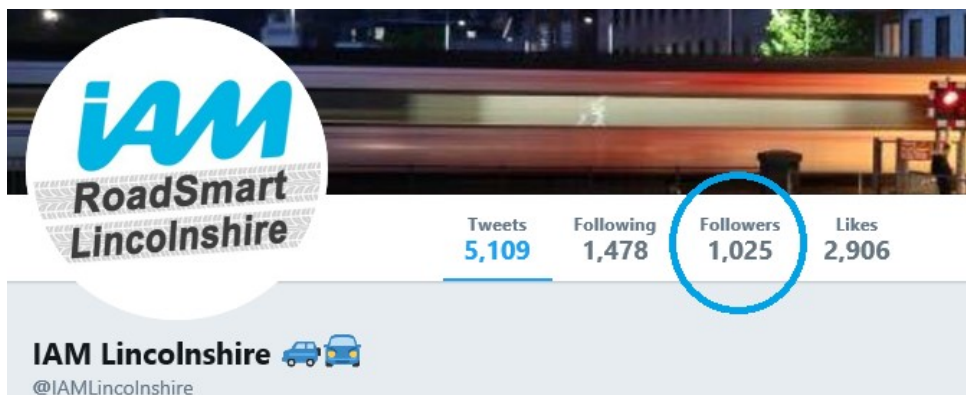 iAM
RoadSmart
Lincolnshire
Tweets Following Followers Likes
5,109 1,478 1,025 2,906
IAM Lincolnshire 🚙🚘
@IAMLincolnshire